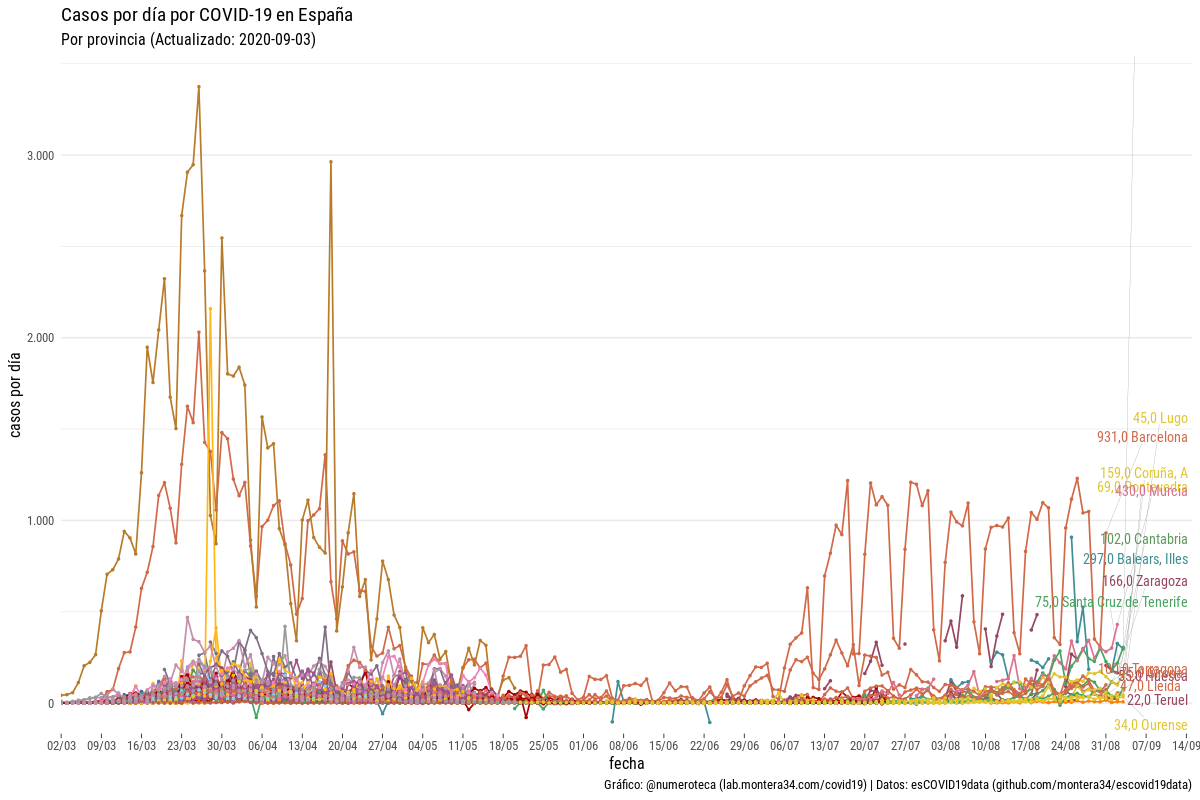 Casos por día por COVID-19 en España
Por provincia (Actualizado: 2020-09-03)
casos por día
3.000
2.000
1.000
0
45,0 Lugo
931,0 Barcelona
159,0 Coruña, A
69,0 Pontevedra
430,0 Murcia
102,0 Cantabria
297,0 Balears, Illes
166,0 Zaragoza
75,0 Santa Cruz de Tenerife
Tarragona
Huesca
47,0 Lleida
22,0 Teruel
34,0 Ourense
02/03 09/03 16/03 23/03 30/03 06/04 13/04 20/04 27/04 04/05 11/05 18/05 25/05 01/06 08/06 15/06 22/06 29/06 06/07 13/07 20/07 27/07 03/08 10/08 17/08 24/08 31/08 07/09 14/09
fecha
Gráfico: @numeroteca (lab.montera34.com/covid19) | Datos: esCOVID19data (github.com/montera34/escovid19data)